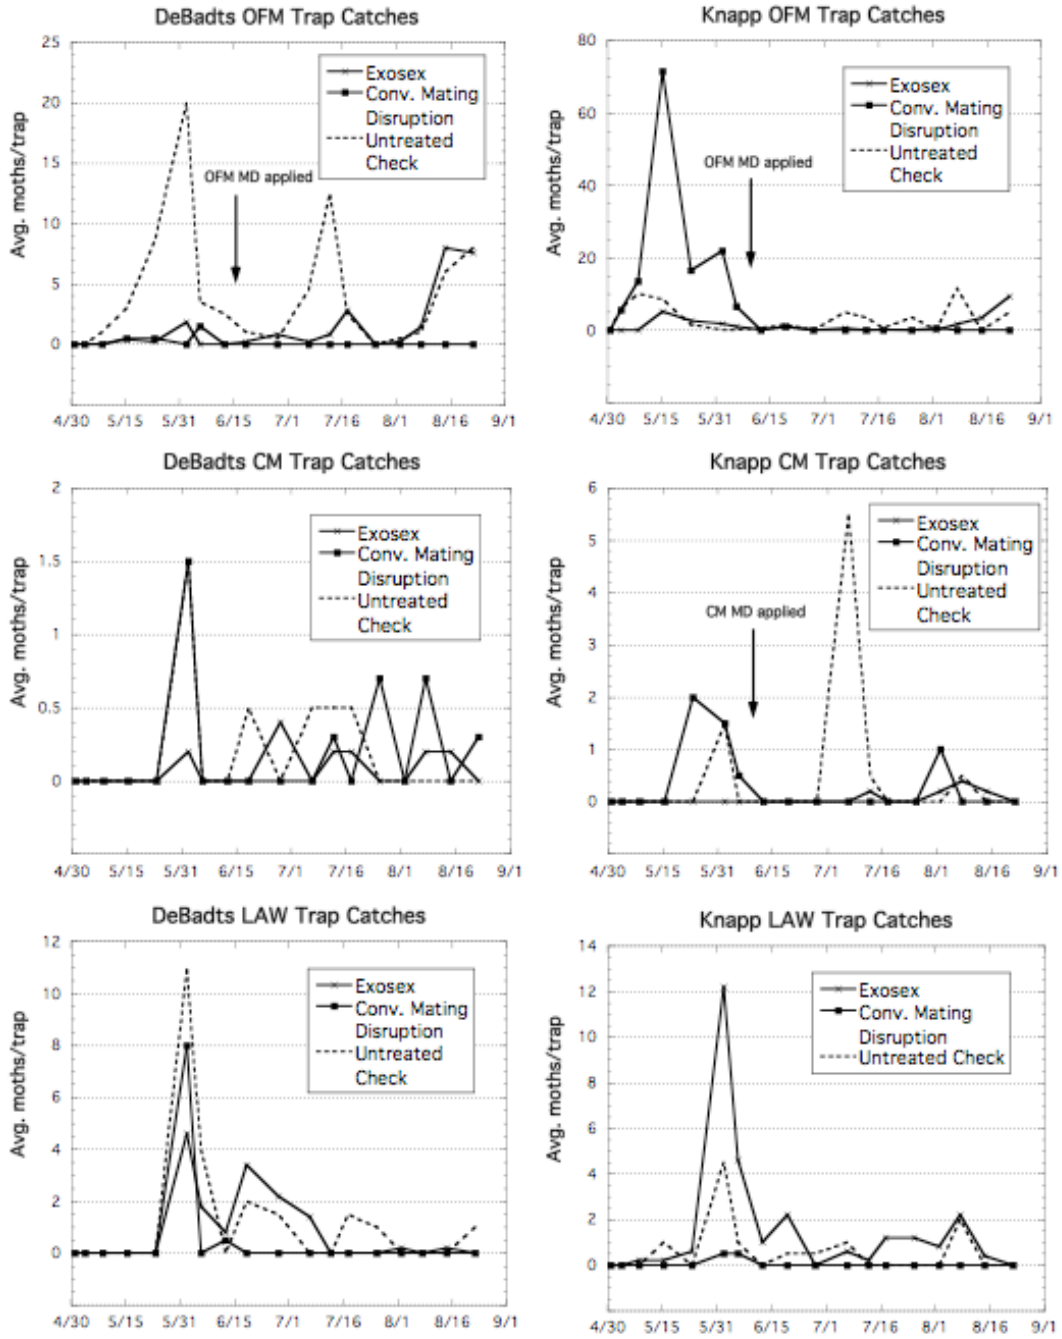 DeBadts OFM Trap Catches
25
20
15
10
5
0
Avg. moths/trap
Exosex
Conv. Mating
Disruption
Untreated
Check
OFM MD applied
4/30 5/15 5/31 6/15 7/1 7/16 8/1 8/16 9/1
Knapp OFM Trap Catches
80
60
40
20
0
Avg. moths/trap
Exosex
Conv. Mating
Disruption
Untreated
Check
OFM MD applied
4/30 5/15 5/31 6/15 7/1 7/16 8/1 8/16 9/1
DeBadts CM Trap Catches
2
1.5
1
0.5
0
Avg. moths/trap
Exosex
Conv. Mating
Disruption
Untreated
Check
4/30 5/15 5/31 6/15 7/1 7/16 8/1 8/16 9/1
Knapp CM Trap Catches
6
5
4
3
2
1
0
Avg. moths/trap
Exosex
Conv. Mating
Disruption
Untreated
Check
CM MD applied
4/30 5/15 5/31 6/15 7/1 7/16 8/1 8/16 9/1
DeBadts LAW Trap Catches
12
10
8
6
4
2
0
Avg. moths/trap
Exosex
Conv. Mating
Disruption
Untreated
Check
4/30 5/15 5/31 6/15 7/1 7/16 8/1 8/16 9/1
Knapp LAW Trap Catches
14
12
10
8
6
4
2
0
Avg. moths/trap
Exosex
Conv. Mating
Disruption
Untreated Check
4/30 5/15 5/31 6/15 7/1 7/16 8/1 8/16 9/1